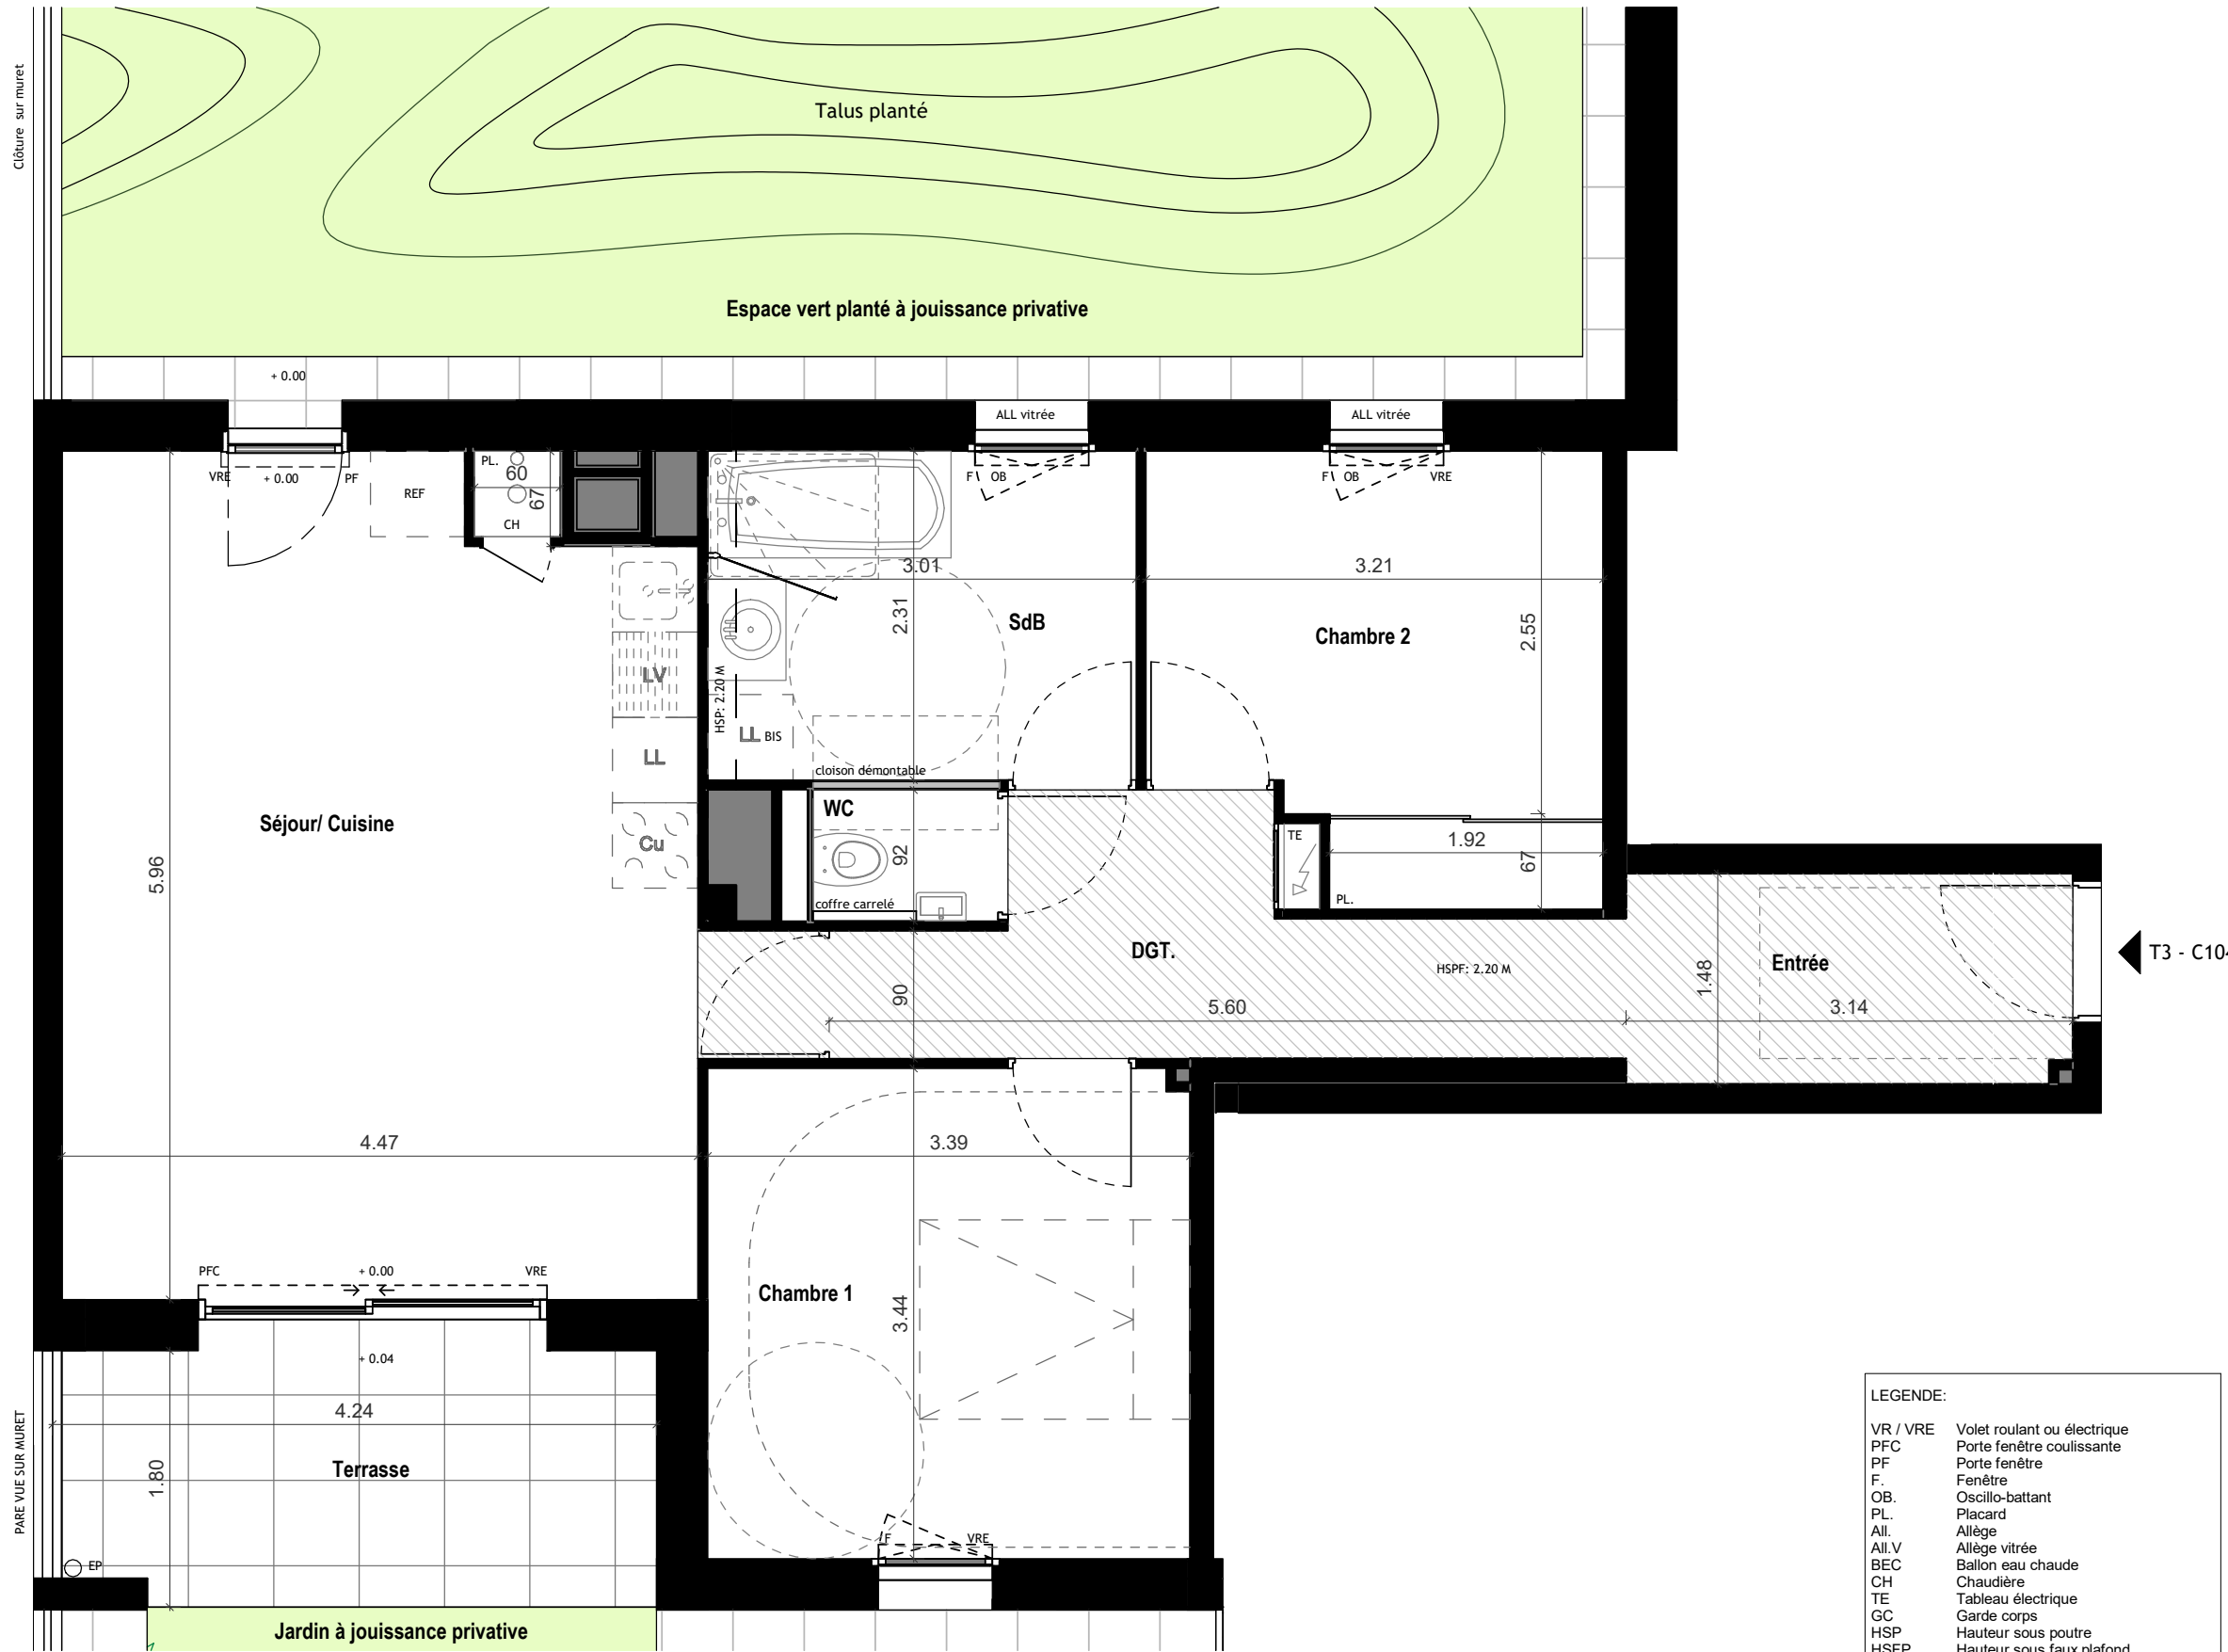 Clôture sur muret
Talus planté
Espace vert planté à jouissance privative
+ 0.00
ALL vitrée
ALL vitrée
VRE
+ 0.00
PF
REF
PL.
60
67
CH
F
OB
F
OB
VRE
3.01
3.21
2.31
SdB
Chambre 2
2.55
LV
HSP: 2.20 M
LL
LL BIS
cloison démontable
WC
Séjour/ Cuisine
Cu
92
TE
1.92
67
5.96
coffre carrelé
PL.
DGT.
HSPF: 2.20 M
Entrée
T3 - C104
90
1.48
5.60
3.14
4.47
3.39
PFC
+ 0.00
VRE
Chambre 1
3.44
+ 0.04
4.24
Terrasse
1.80
PARE VUE SUR MURET
F
VRE
EP
Jardin à jouissance privative
LEGENDE:
VR / VRE Volet roulant ou électrique
PFC Porte fenêtre coulissante
PF Porte fenêtre
F. Fenêtre
OB. Oscillo-battant
PL. Placard
All. Allège
All.V Allège vitrée
BEC Ballon eau chaude
CH Chaudière
TE Tableau électrique
GC Garde corps
HSP Hauteur sous poutre
HSFP Hauteur sous faux plafond